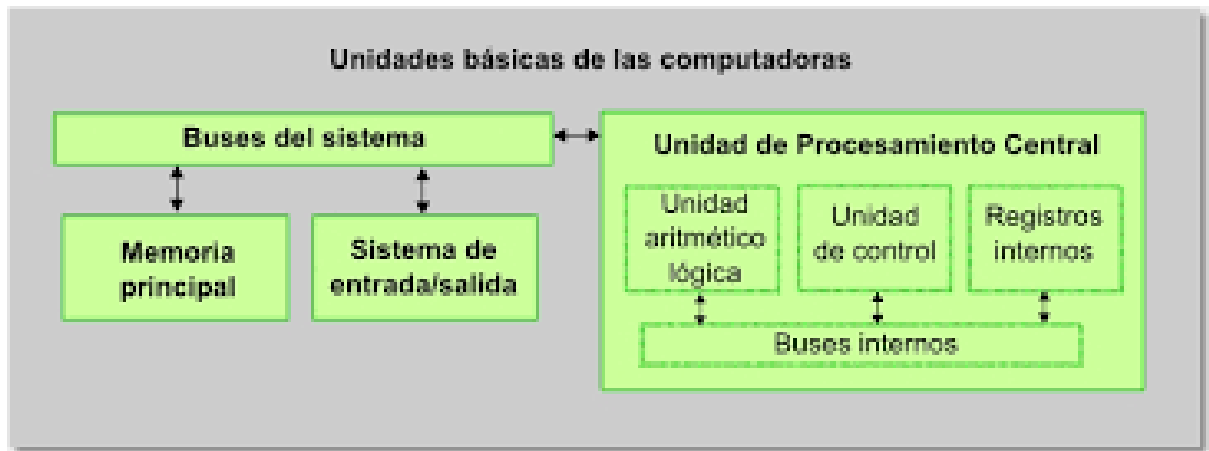 Unidades básicas de las computadoras
Buses del sistema
Memoria
principal
Sistema de
entrada/salida
Unidad de Procesamiento Central
Unidad
aritmético
lógica
Unidad
de control
Registros
internos
Buses internos